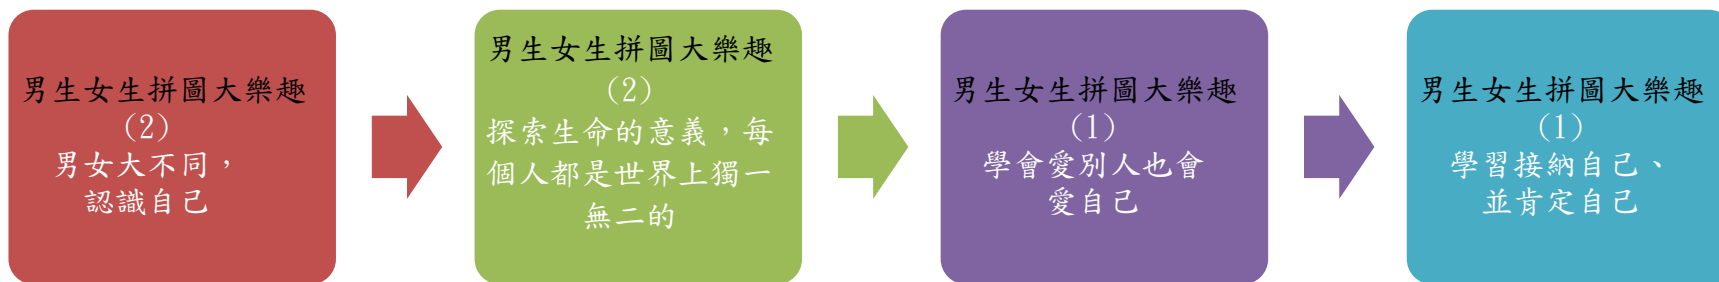 男生女生拼圖大樂趣
(2)
男女大不同，
認識自己
男生女生拼圖大樂趣
(2)
探索生命的意義，每
個人都是世界上獨一
無二的
男生女生拼圖大樂趣
(1)
學會愛別人也會
愛自己
男生女生拼圖大樂趣
(1)
學習接納自己、
並肯定自己